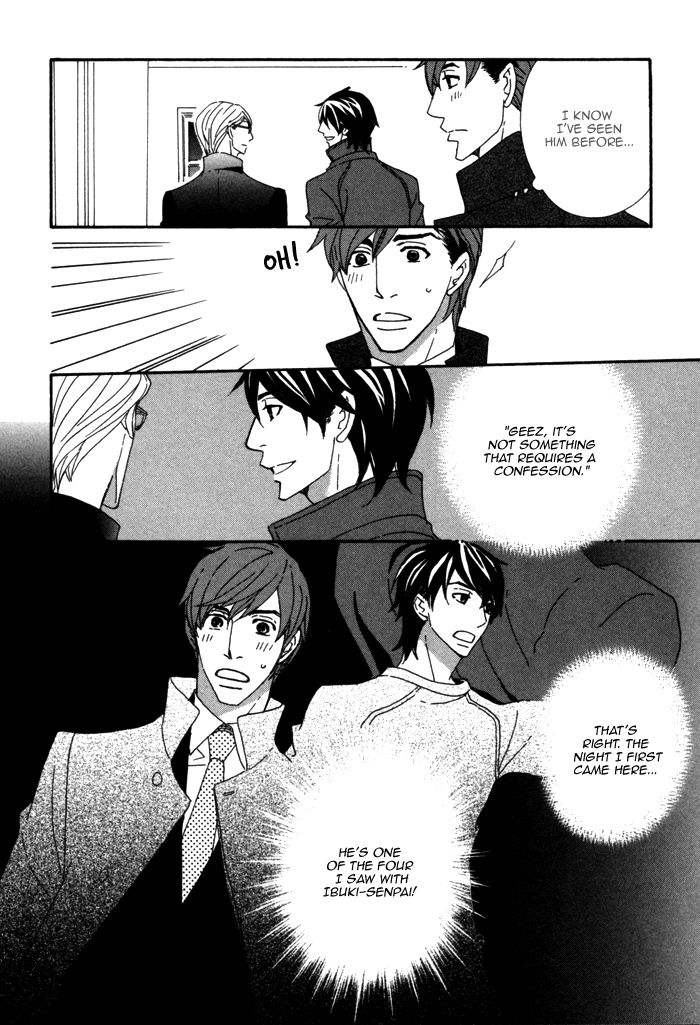 I KNOW
I'VE SEEN
HIM BEFORE...
OH!
"GEEZ, IT'S
NOT SOMETHING
THAT REQUIRES A
CONFESSION."
THAT'S
RIGHT. THE
NIGHT I FIRST
CAME HERE...
HE'S ONE
OF THE FOUR
I SAW WITH
IBUKI-SENPAI!